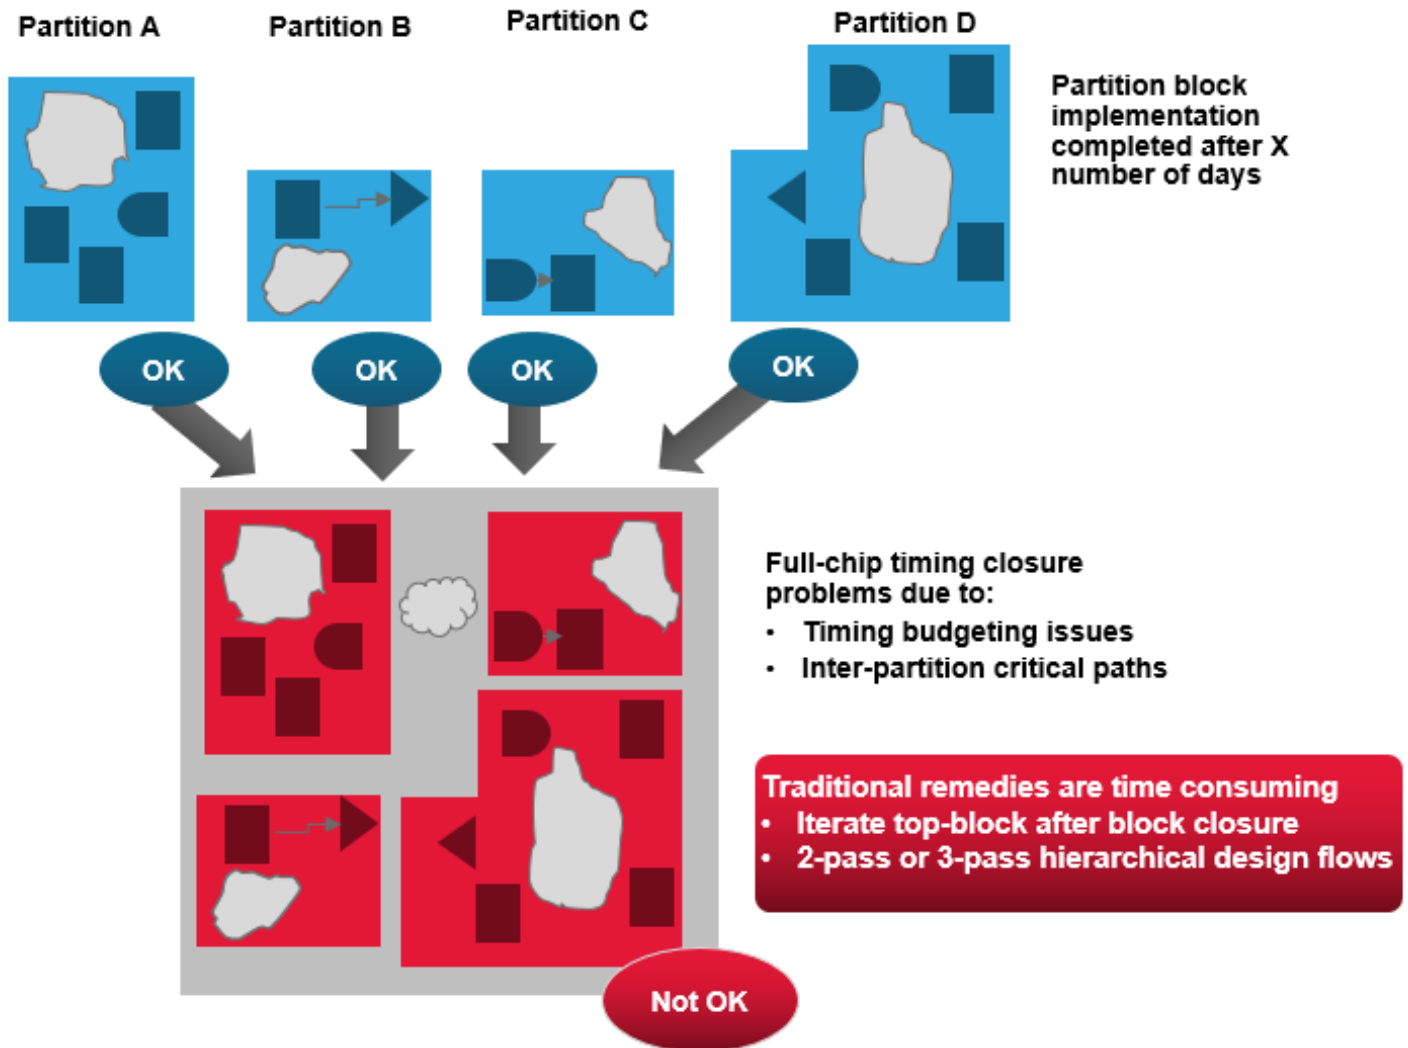 Partition A
Partition B
Partition C
Partition D
Partition block
implementation
completed after X
number of days
OK
OK
OK
OK
Full-chip timing closure
problems due to:
• Timing budgeting issues
• Inter-partition critical paths
Traditional remedies are time consuming
• Iterate top-block after block closure
• 2-pass or 3-pass hierarchical design flows
Not OK